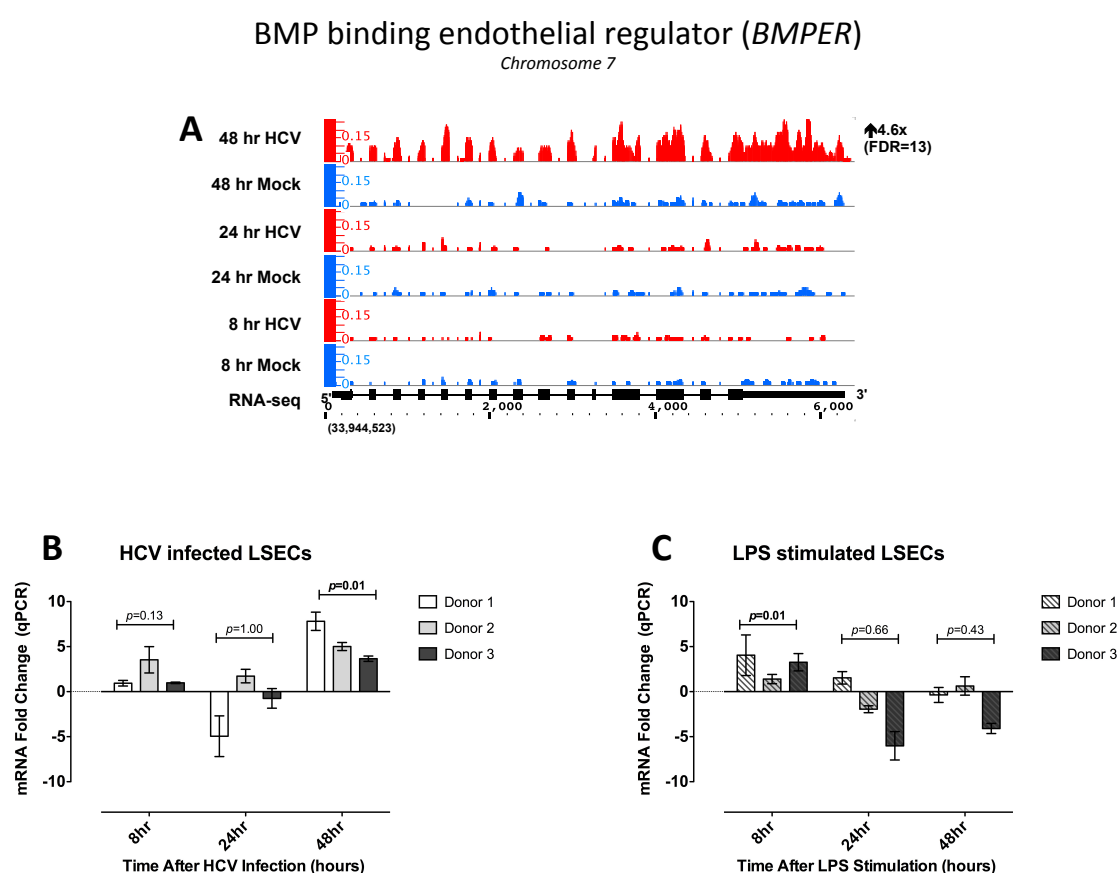 BMP binding endothelial regulator (BMPER)
Chromosome 7
A
48 hr HCV
0.15
0
⬆4.6x
(FDR=13)
48 hr Mock
0.15
0
24 hr HCV
0.15
0
24 hr Mock
0.15
0
8 hr HCV
0.15
0
8 hr Mock
0.15
0
RNA-seq
5'
3'
0
2,000
4,000
6,000
(33,944,523)
B
HCV infected LSECs
mRNA Fold Change (qPCR)
10
5
0
-5
-10
p=0.13
p=1.00
p=0.01
Donor 1
Donor 2
Donor 3
8hr
24hr
48hr
Time After HCV Infection (hours)
C
LPS stimulated LSECs
mRNA Fold Change (qPCR)
10
5
0
-5
-10
p=0.01
p=0.66
p=0.43
Donor 1
Donor 2
Donor 3
8hr
24hr
48hr
Time After LPS Stimulation (hours)